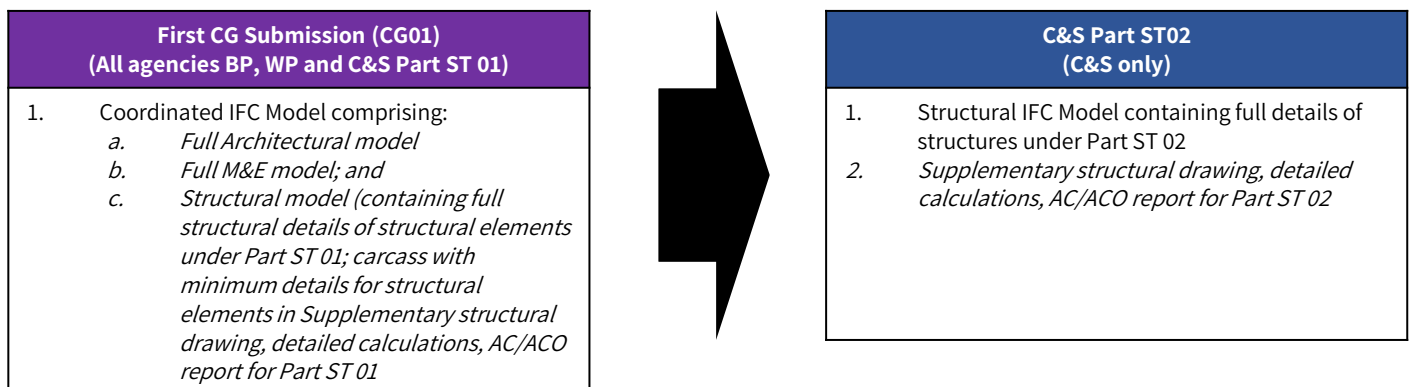 First CG Submission (CG01)
(All agencies BP, WP and C&S Part ST 01)
1. Coordinated IFC Model comprising:
a. Full Architectural model
b. Full M&E model; and
c. Structural model (containing full
structural details of structural elements
under Part ST 01; carcass with
minimum details for structural
elements in Supplementary structural
drawing, detailed calculations, AC/ACO
report for Part ST 01
C&S Part ST02
(C&S only)
1. Structural IFC Model containing full details of
structures under Part ST 02
2. Supplementary structural drawing, detailed
calculations, AC/ACO report for Part ST 02